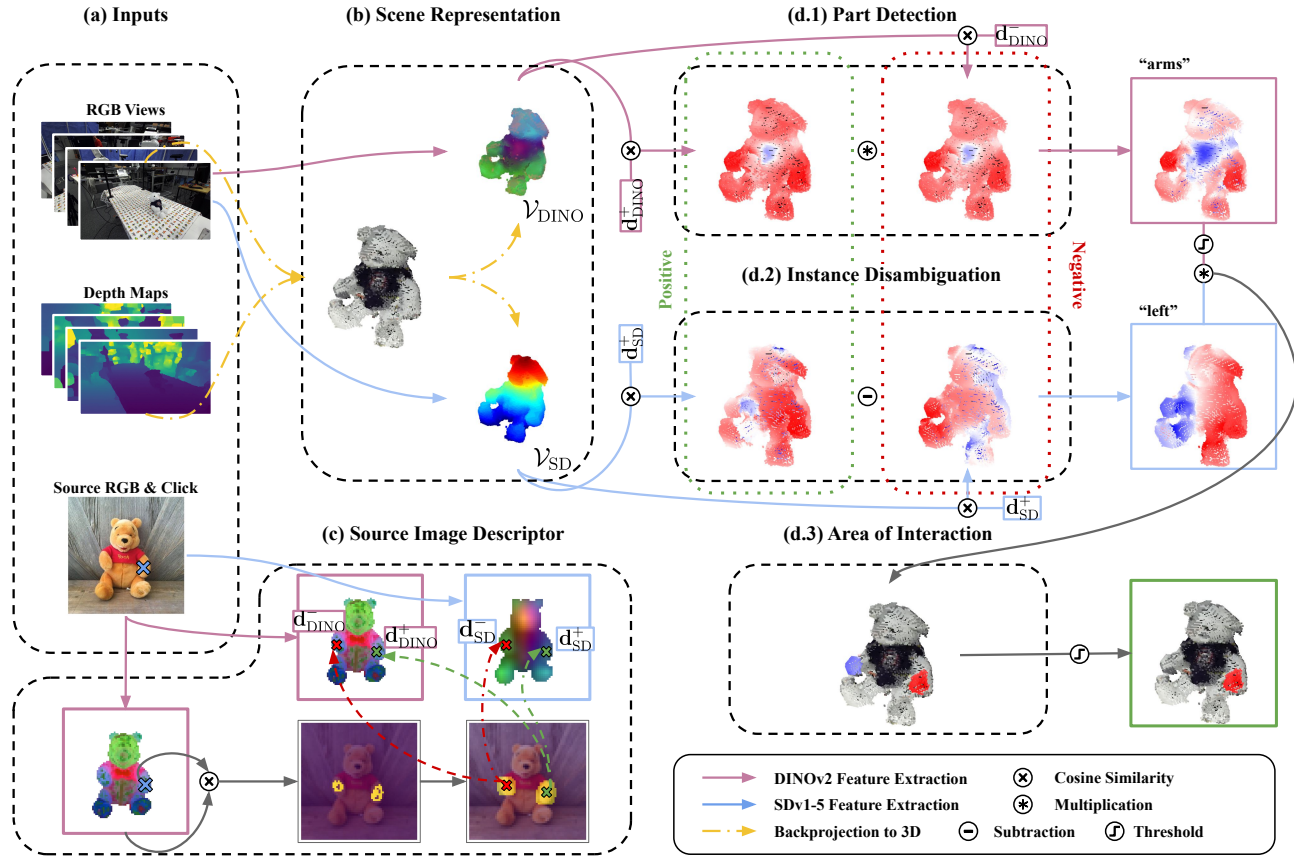 (a) Inputs
(b) Scene Representation
(d.1) Part Detection
RGB Views
𝒱DINO
d−DINO
d+DINO
“arms”
Positive
Negative
(d.2) Instance Disambiguation
Depth Maps
𝒱SD
d+SD
d+SD
“left”
Source RGB & Click
(c) Source Image Descriptor
d−DINO
d+DINO
d−SD
d+SD
(d.3) Area of Interaction
DINOv2 Feature Extraction
Cosine Similarity
SDv1-5 Feature Extraction
Multiplication
Backprojection to 3D
Subtraction
Threshold